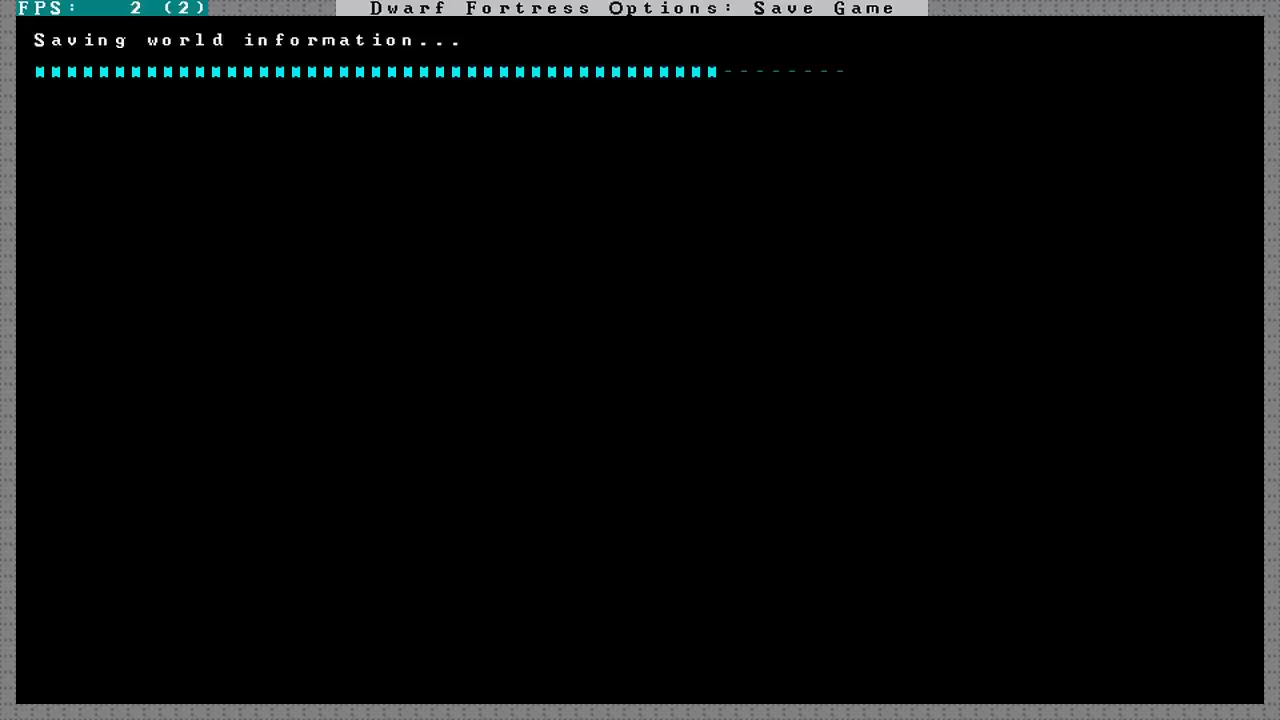 FPS: 2 (2) Dwarf Fortress Options: Save Game
Saving world information...